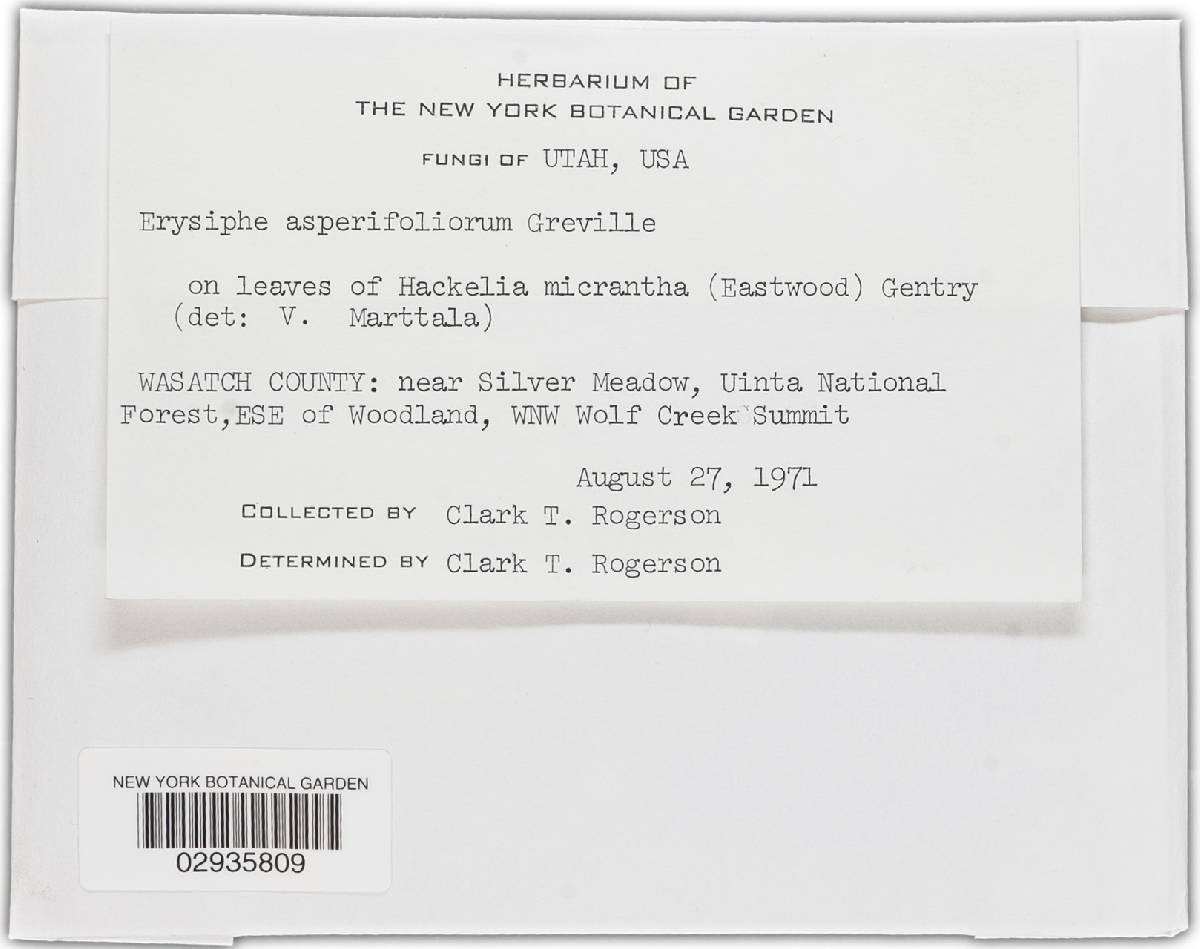 HERBARIUM OF
THE NEW YORK BOTANICAL GARDEN
FUNGI OF UTAH, USA
Erysiphe asperifoliorum Greville
on leaves of Hackelia micrantha (Eastwood) Gentry
(det: V. Marttala)
WASATCH COUNTY: near Silver Meadow, Uinta National
Forest,ESE of Woodland, WNW Wolf Creek Summit
August 27, 1971
COLLECTED BY Clark T. Rogerson
DETERMINED BY Clark T. Rogerson
NEW YORK BOTANICAL GARDEN
02935809